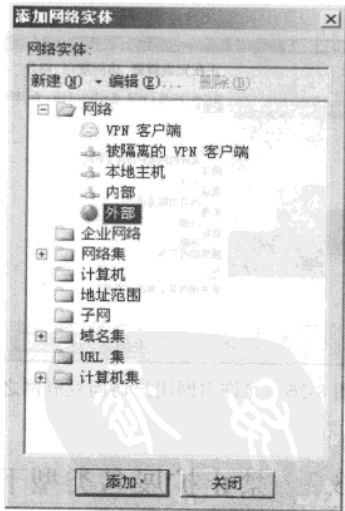 添加网络实体
网络实体:
新建(N) 编辑(E)... 删除(D)
网络
VPN 客户端
被隔离的 VPN 客户端
本地主机
内部
外部
企业网络
网络集
计算机
地址范围
子网
域名集
URL 集
计算机集
添加
关闭